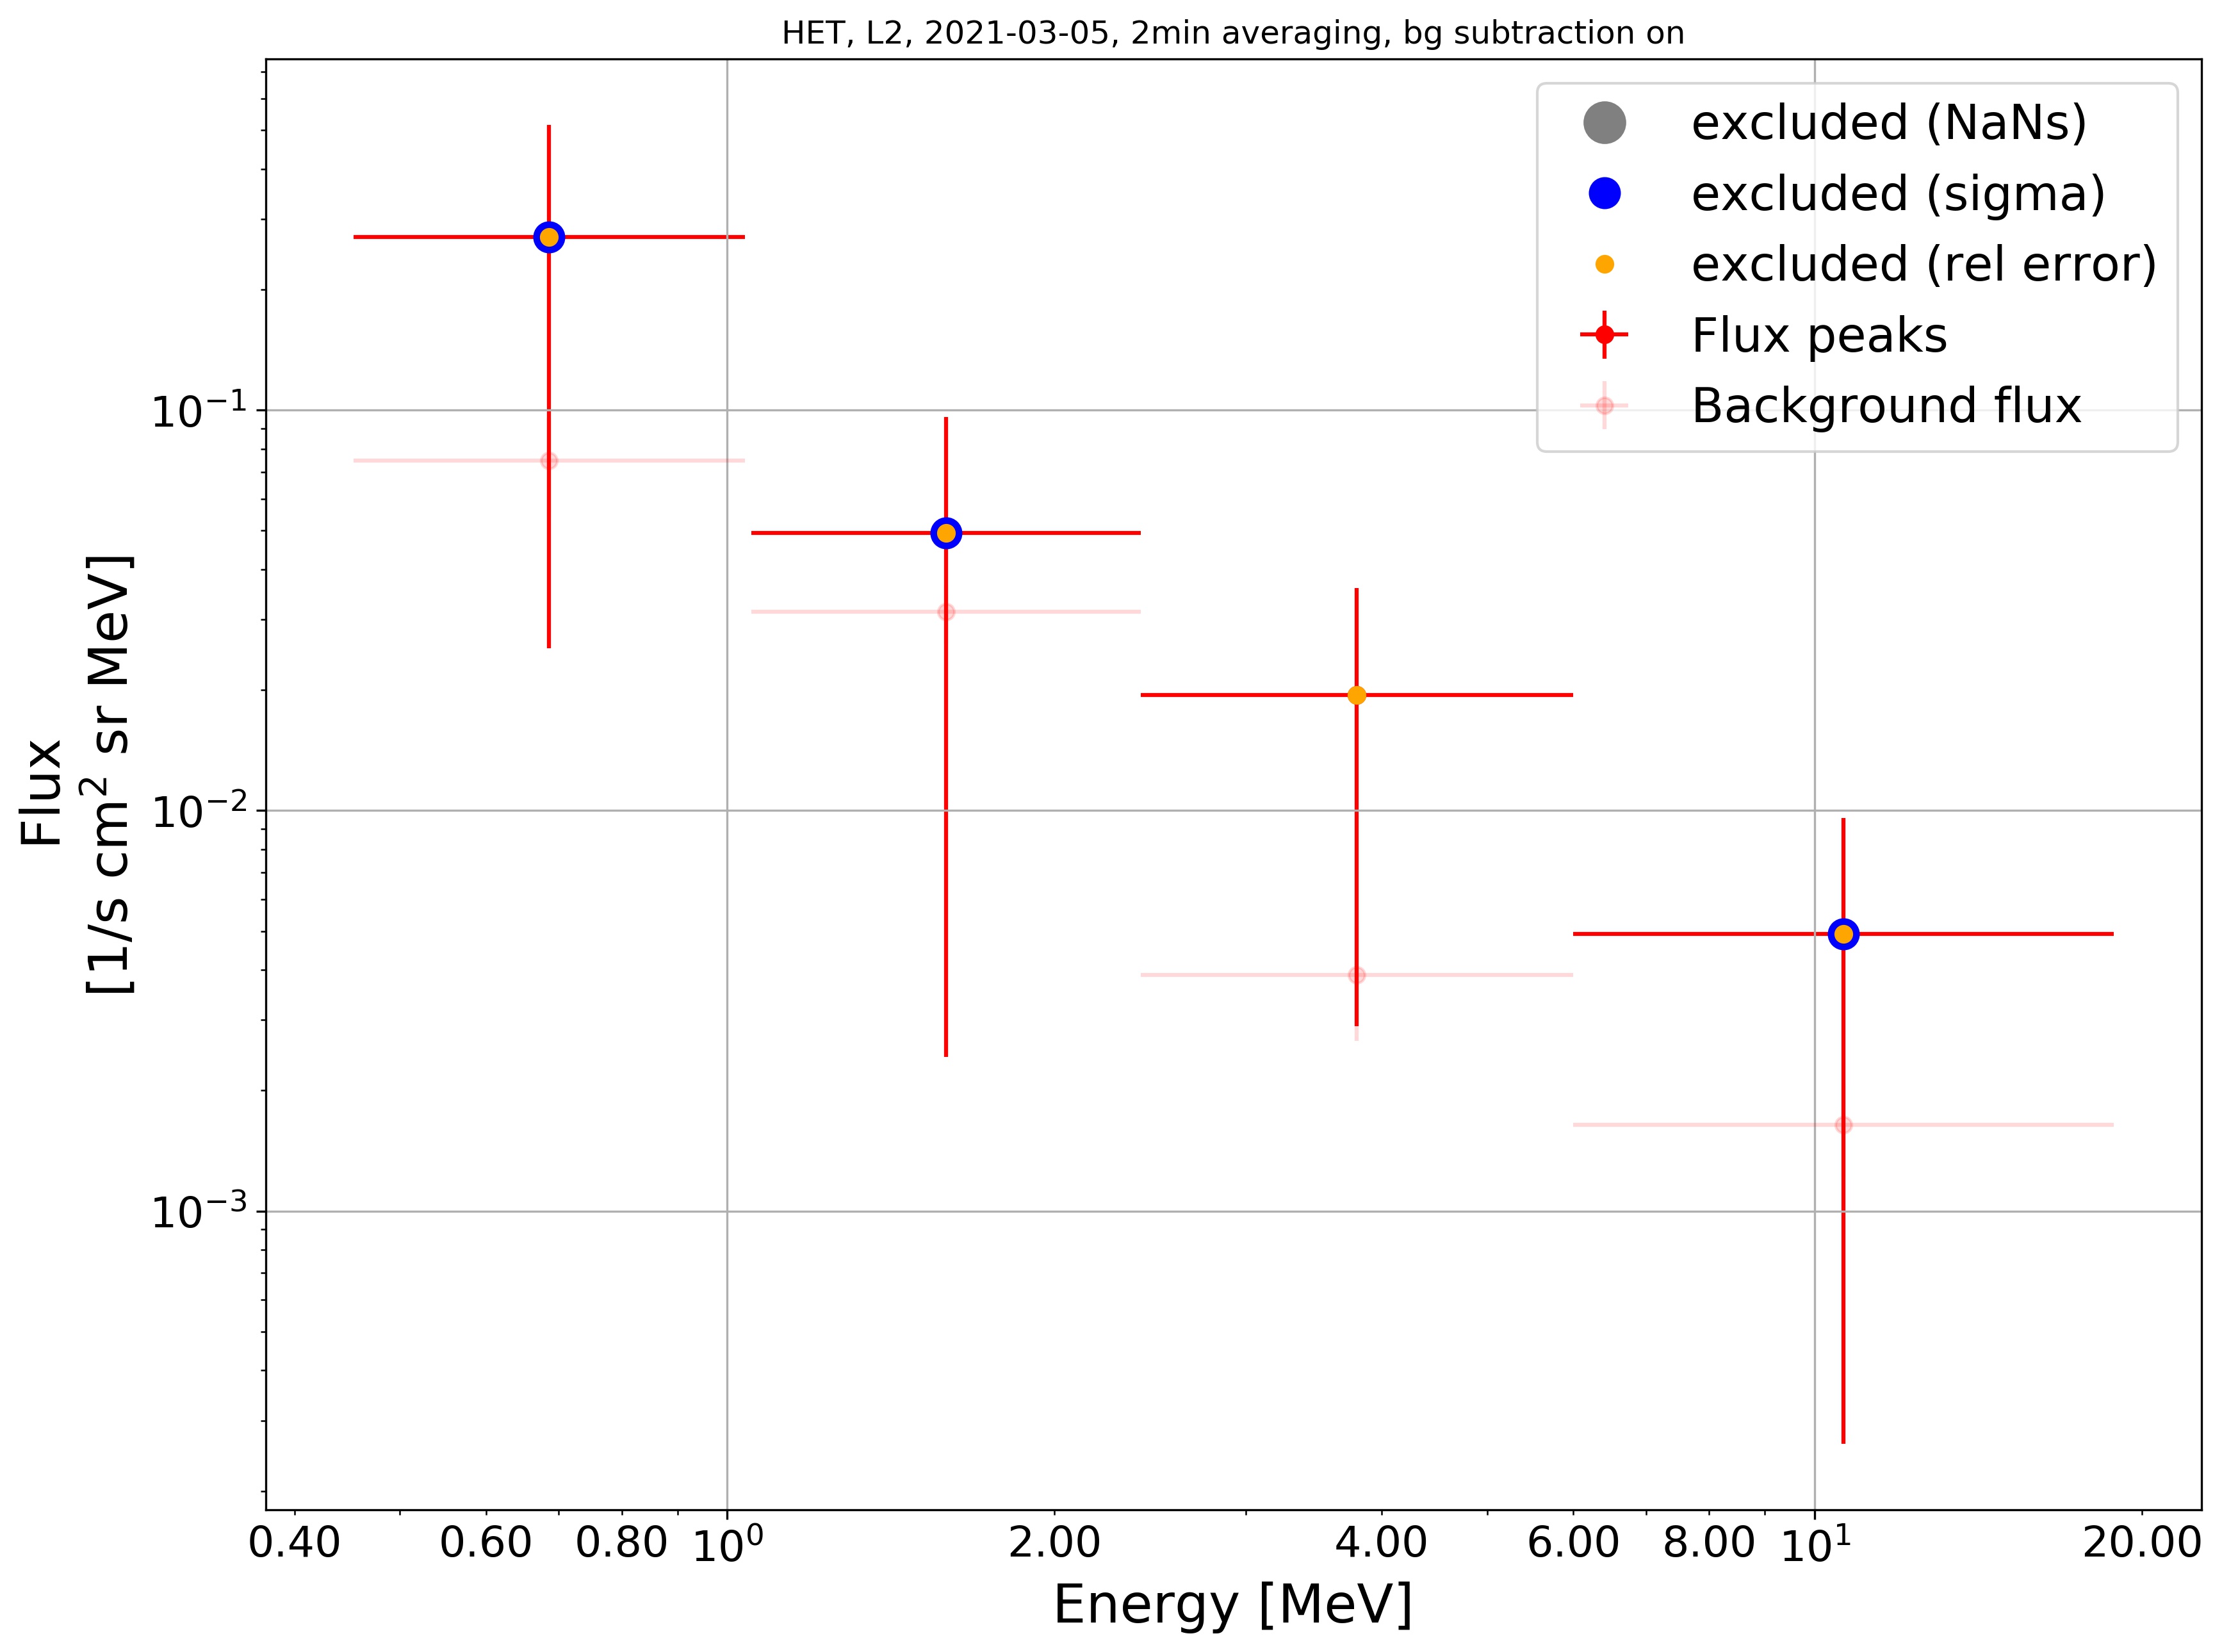 HET, L2, 2021-03-05, 2min averaging, bg subtraction on
excluded (NaNs)
excluded (sigma)
excluded (rel error)
Flux peaks
Background flux
Flux
[1/s cm² sr MeV]
10⁻¹
10⁻²
10⁻³
0.40 0.60 0.80 10⁰ 2.00 4.00 6.00 8.00 10¹ 20.00
Energy [MeV]